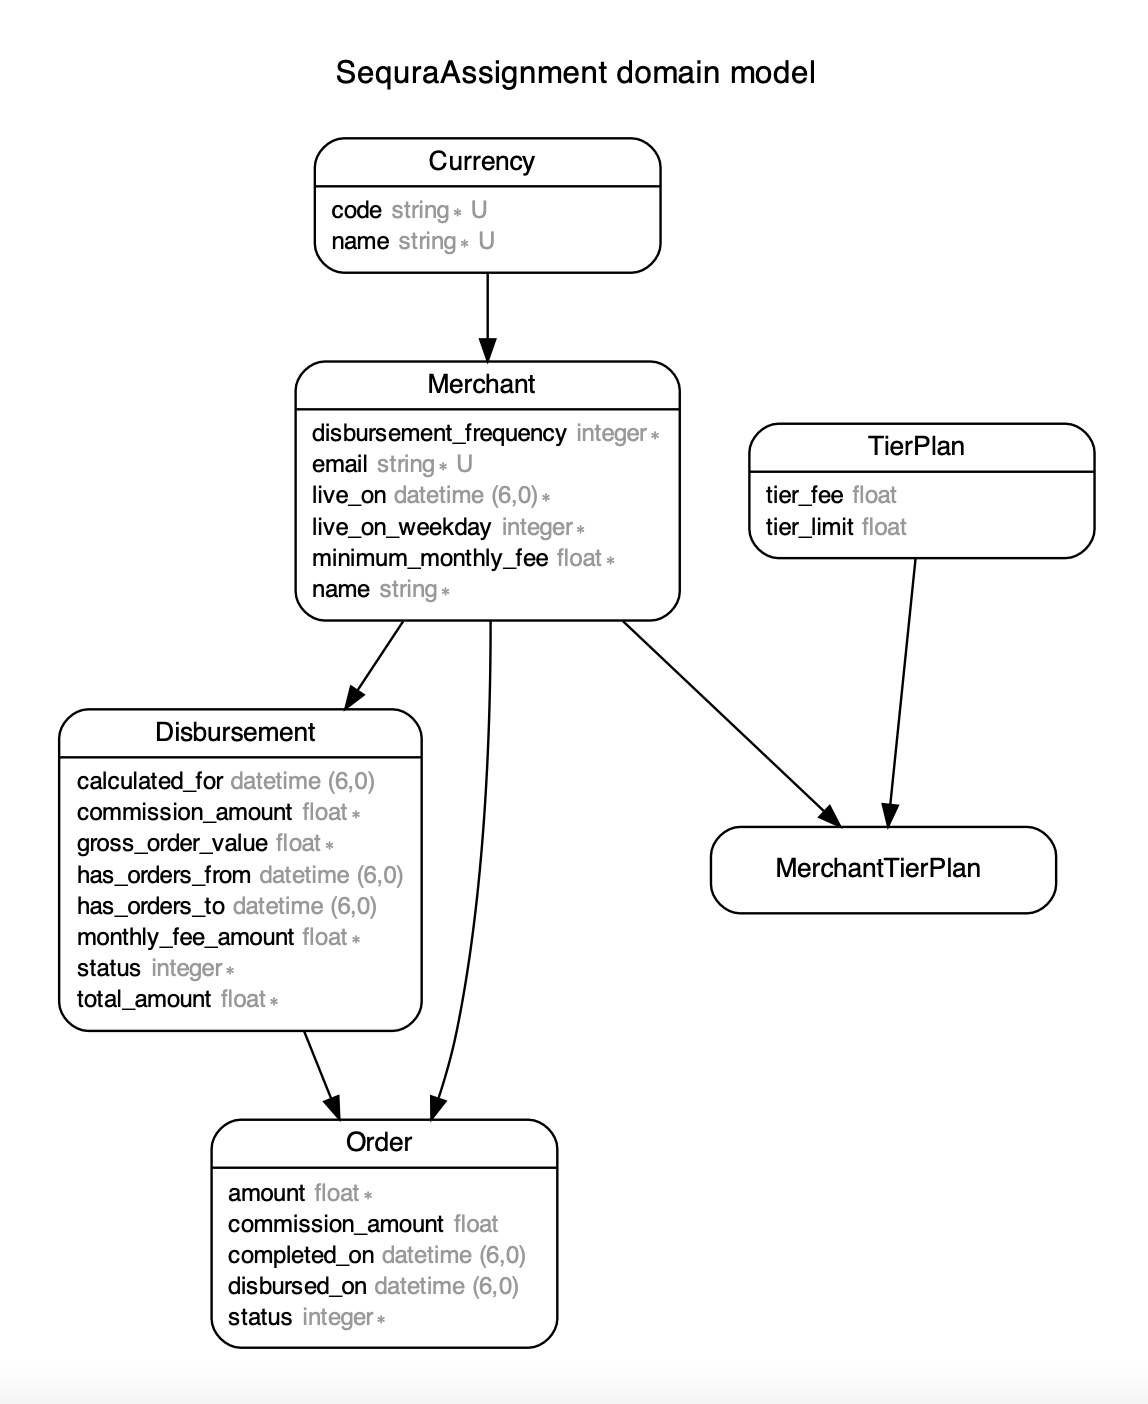 SequraAssignment domain model
Currency
code string* U
name string* U
Merchant
disbursement_frequency integer*
email string* U
live_on datetime (6,0)*
live_on_weekday integer*
minimum_monthly_fee float*
name string*
TierPlan
tier_fee float
tier_limit float
Disbursement
calculated_for datetime (6,0)
commission_amount float*
gross_order_value float*
has_orders_from datetime (6,0)
has_orders_to datetime (6,0)
monthly_fee_amount float*
status integer*
total_amount float*
MerchantTierPlan
Order
amount float*
commission_amount float
completed_on datetime (6,0)
disbursed_on datetime (6,0)
status integer*